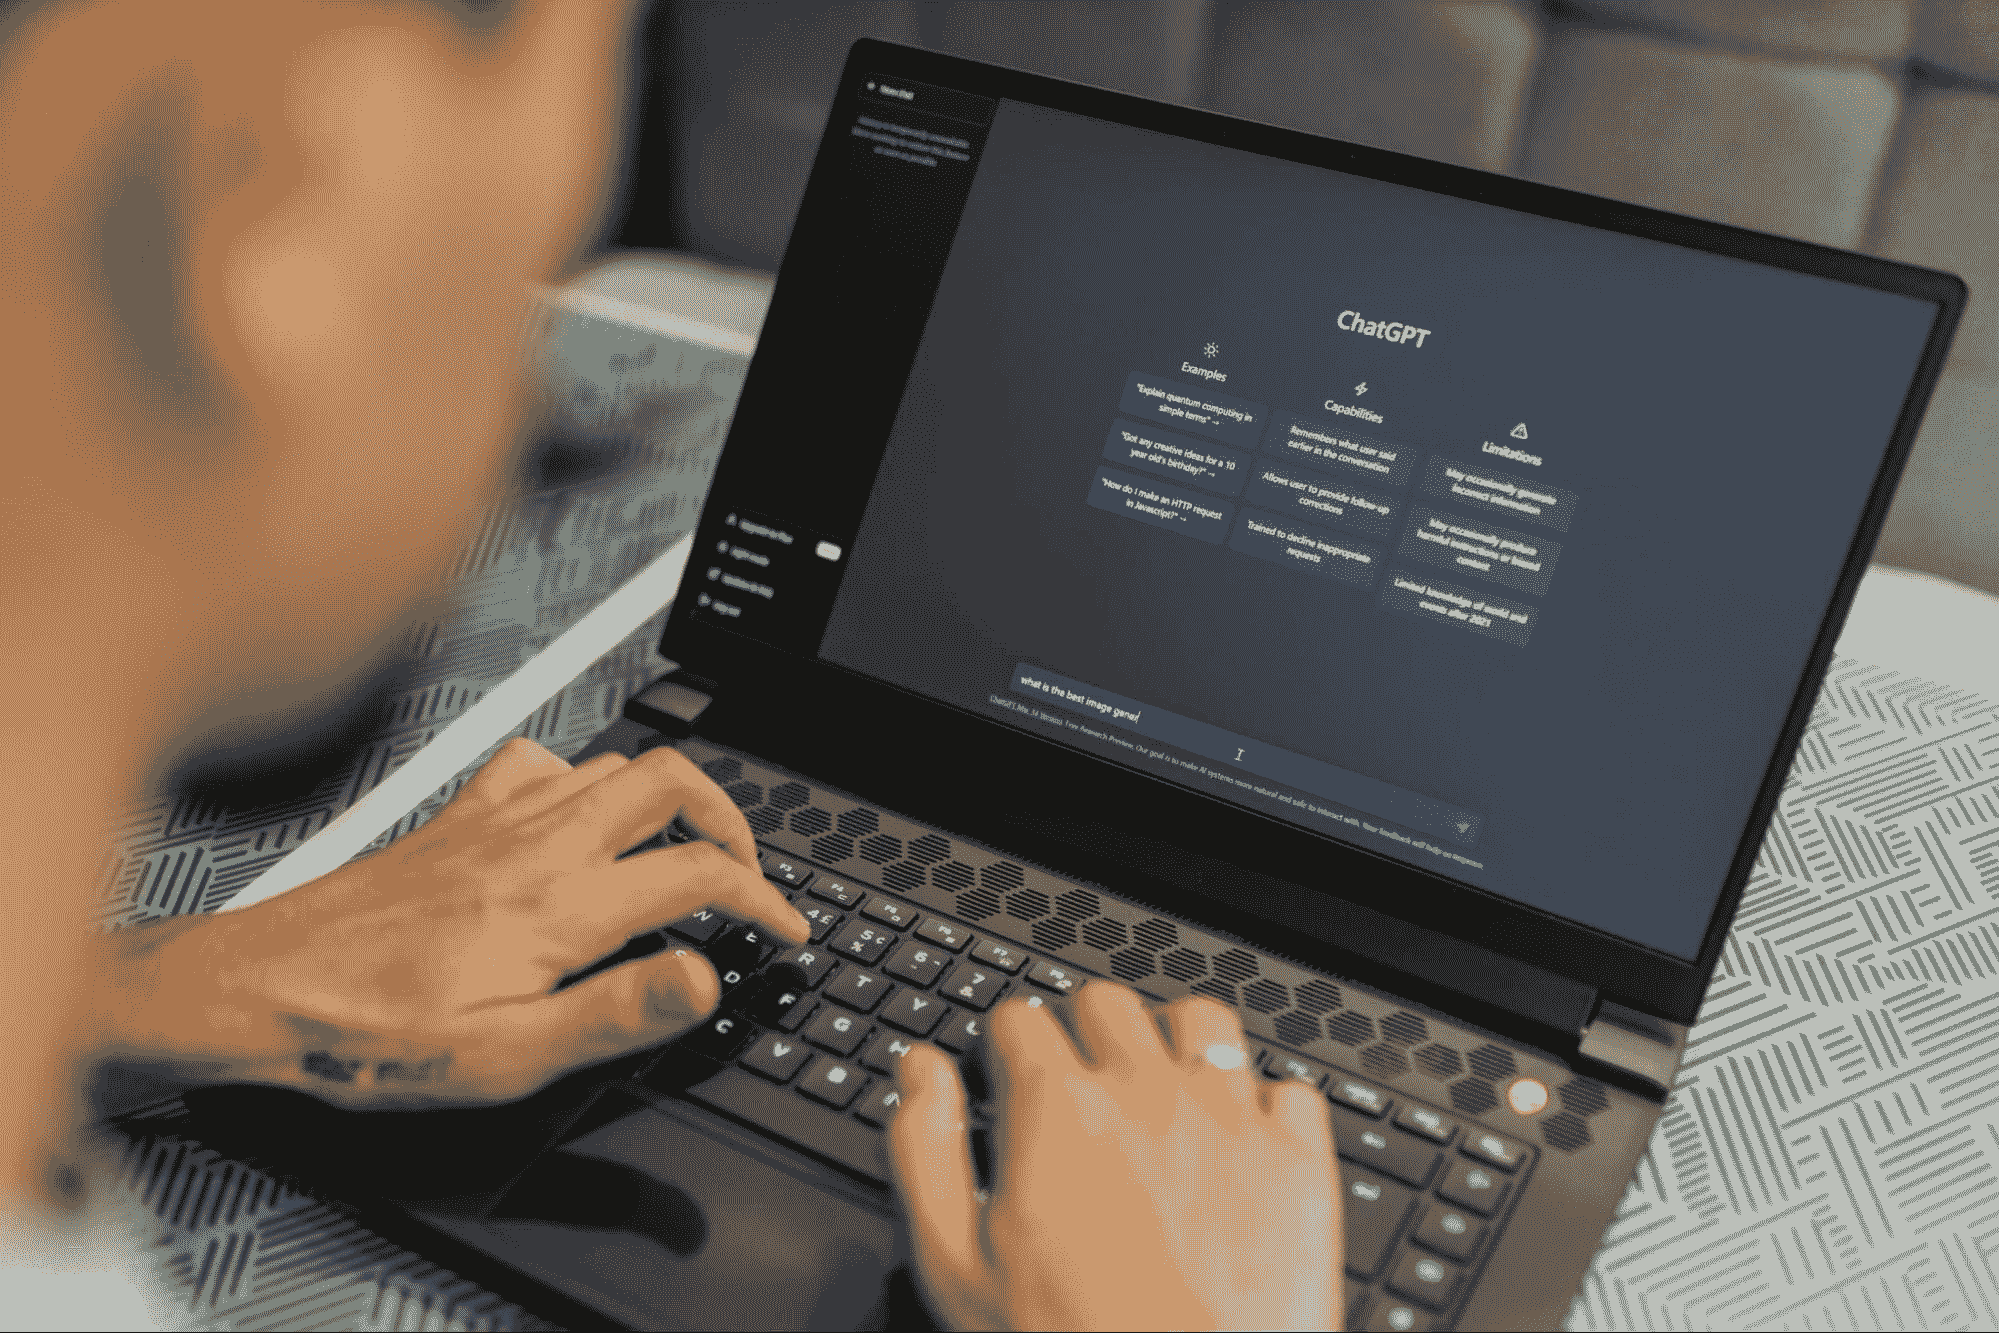 New chat
ChatGPT
Examples
"Explain quantum computing in
simple terms" →
"Got any creative ideas for a 10
year old's birthday?" →
"How do I make an HTTP request
in Javascript?" →
Capabilities
Remembers what user said
earlier in the conversation
Allows user to provide follow-up
corrections
Trained to decline inappropriate
requests
Limitations
May occasionally generate
incorrect information
May occasionally produce
harmful instructions or biased
content
Limited knowledge of world and
events after 2021
what is the best image gener
ChatGPT Mar 14 Version. Free Research Preview. Our goal is to make AI systems more natural and safe to interact with. Your feedback will help us improve.
4 £
5 %
6 -
7 &
8
W E R T Y
D F G H
C V